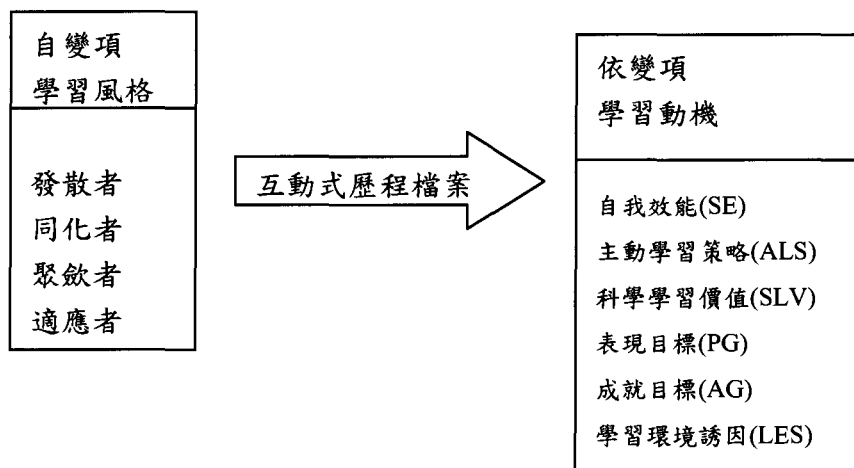 自變項
學習風格
發散者
同化者
聚斂者
適應者
互動式歷程檔案
依變項
學習動機
自我效能(SE)
主動學習策略(ALS)
科學學習價值(SLV)
表現目標(PG)
成就目標(AG)
學習環境誘因(LES)